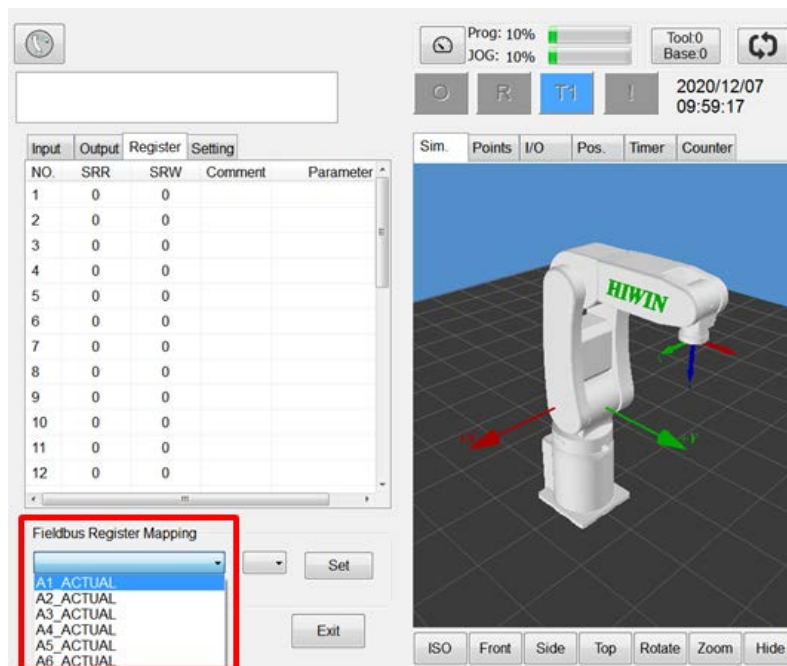 Prog: 10%
JOG: 10%
Tool:0
Base:0
O R T1 !
2020/12/07
09:59:17
Input Output Register Setting
NO. SRR SRW Comment Parameter
1 0 0
2 0 0
3 0 0
4 0 0
5 0 0
6 0 0
7 0 0
8 0 0
9 0 0
10 0 0
11 0 0
12 0 0
Fieldbus Register Mapping
Set
A1_ACTUAL
A2_ACTUAL
A3_ACTUAL
A4_ACTUAL
A5_ACTUAL
A6_ACTUAL
Exit
Sim. Points I/O Pos. Timer Counter
HIWIN
ISO Front Side Top Rotate Zoom Hide